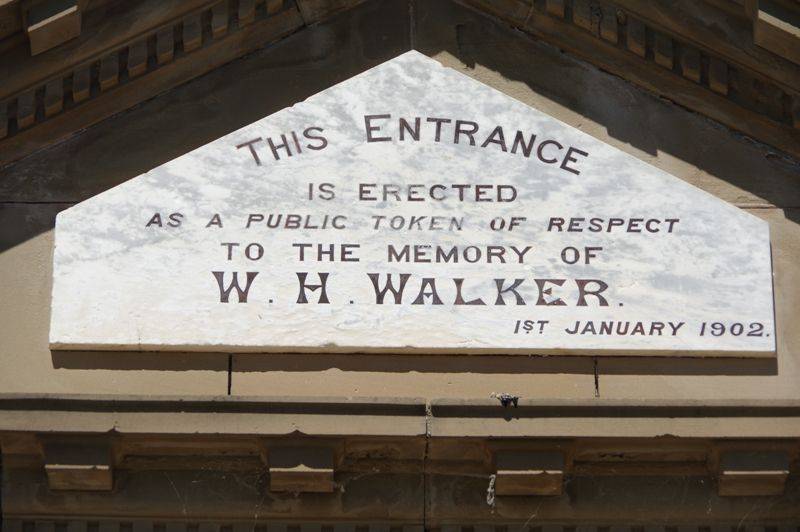 THIS ENTRANCE
IS ERECTED
AS A PUBLIC TOKEN OF RESPECT
TO THE MEMORY OF
W. H. WALKER.
1ST JANUARY 1902.